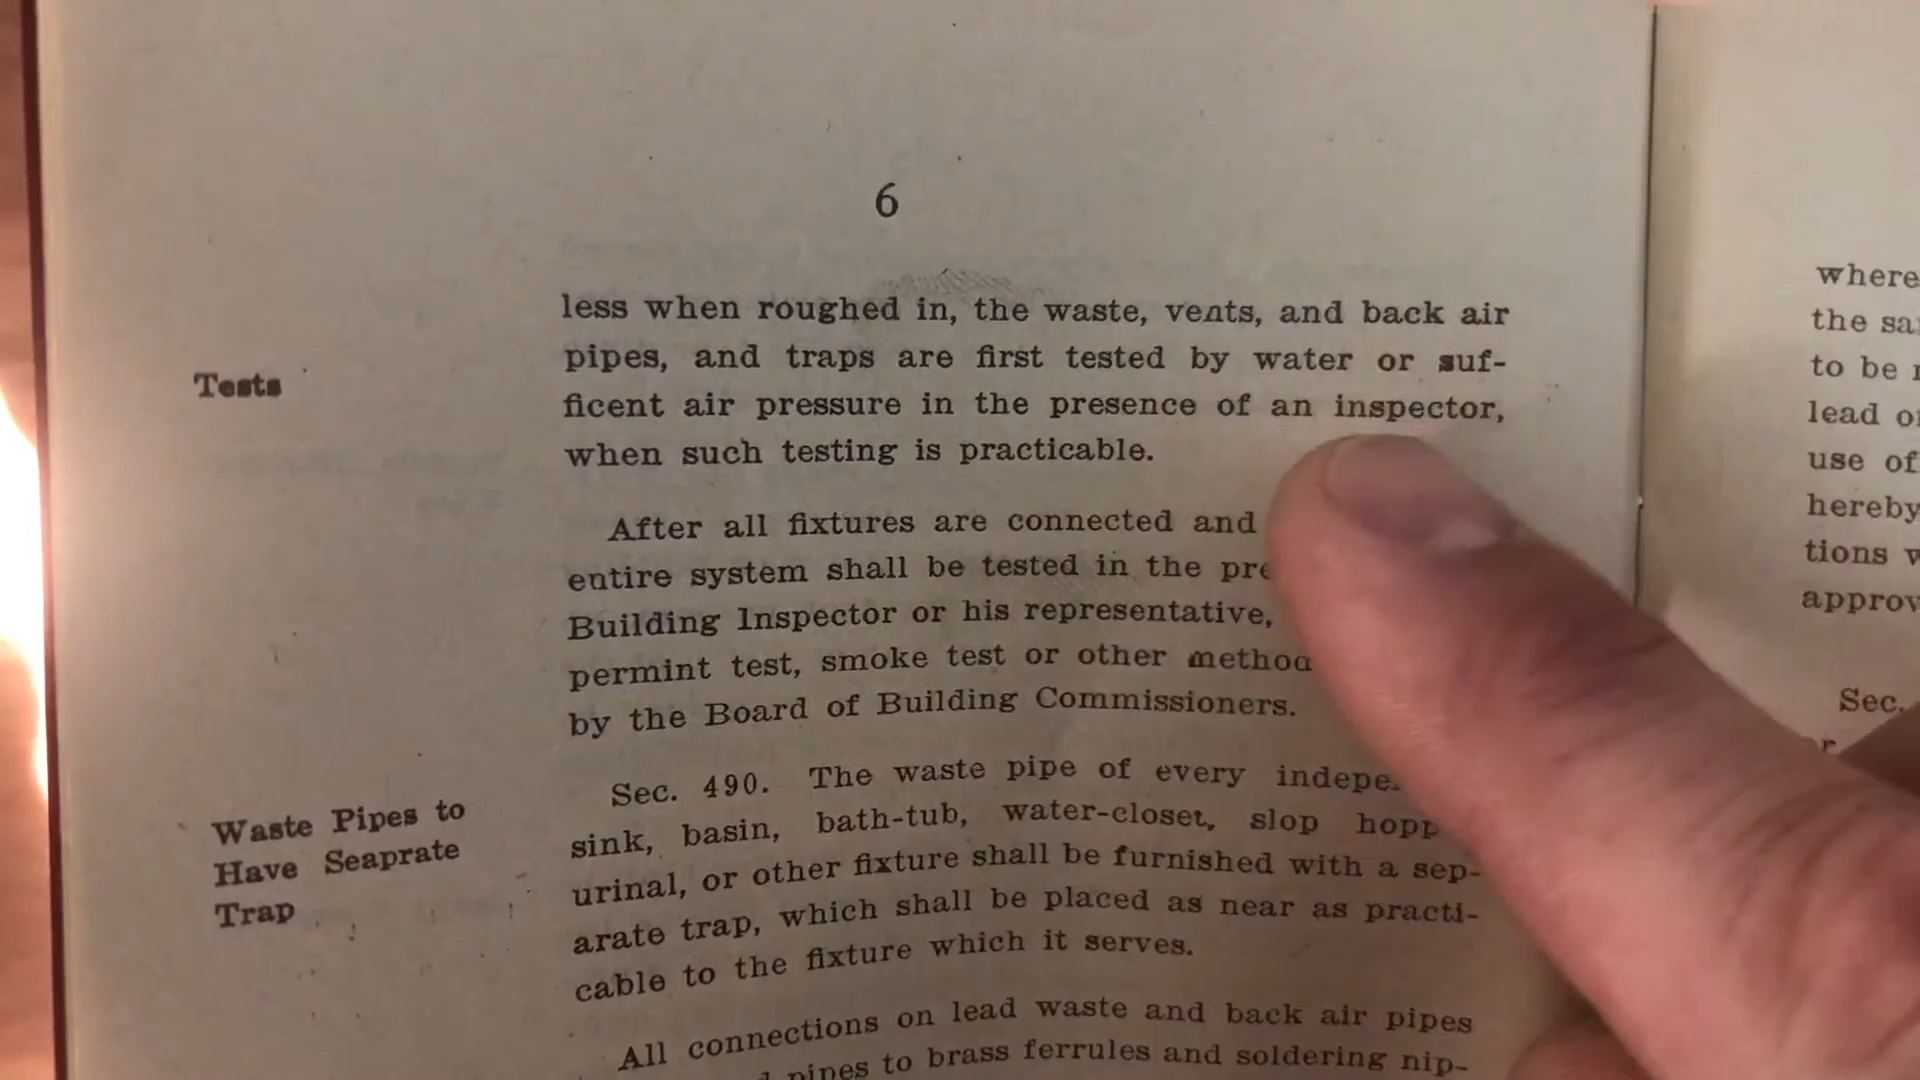 6
less when roughed in, the waste, vents, and back air
pipes, and traps are first tested by water or suf-
Tests
ficent air pressure in the presence of an inspector,
when such testing is practicable.
After all fixtures are connected and
entire system shall be tested in the
Building Inspector or his representative,
permint test, smoke test or other
by the Board of Building Commissioners.
Sec. 490. The waste pipe of every
Waste Pipes to
Have Seaprate
Trap
sink, basin, bath-tub, water-closet, slop
urinal, or other fixture shall be furnished with a sep-
arate trap, which shall be placed as near as practi-
cable to the fixture which it serves.
All connections on lead waste and back air pipes
pipes to brass ferrules and soldering nip-
where
the
to be
lead
use of
hereby
tions
Sec.